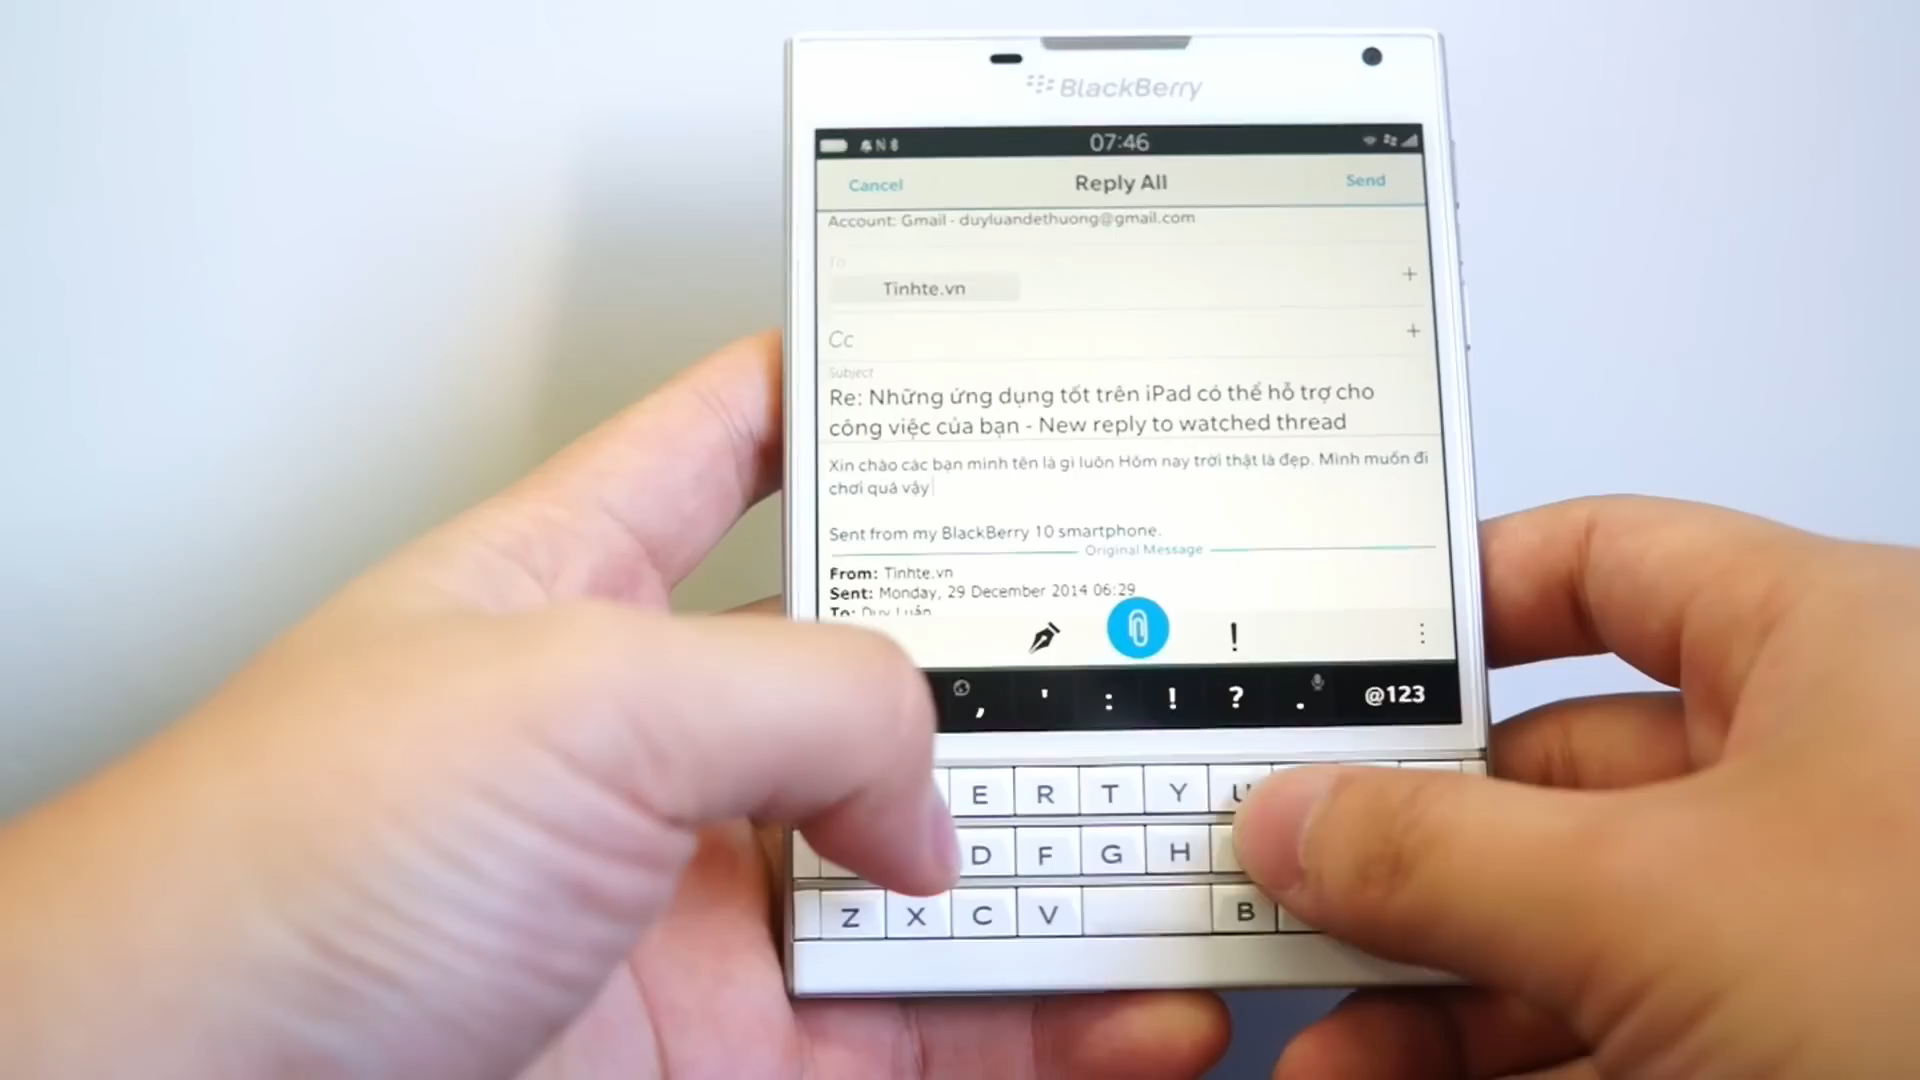 BlackBerry
07:46
Cancel Reply All Send
Account: Gmail - duyluandethuong@gmail.com
To
Tinhte.vn +
Cc +
Subject
Re: Những ứng dụng tốt trên iPad có thể hỗ trợ cho
công việc của bạn - New reply to watched thread
Xin chào các bạn mình tên là gì luôn Hôm nay trời thật là đẹp. Mình muốn đi
chơi quá vậy
Sent from my BlackBerry 10 smartphone.
Original Message
From: Tinhte.vn
Sent: Monday, 29 December 2014 06:29
To: Duy Luân
!
, ' : ! ? . @123
E R T Y U
D F G H
Z X C V B